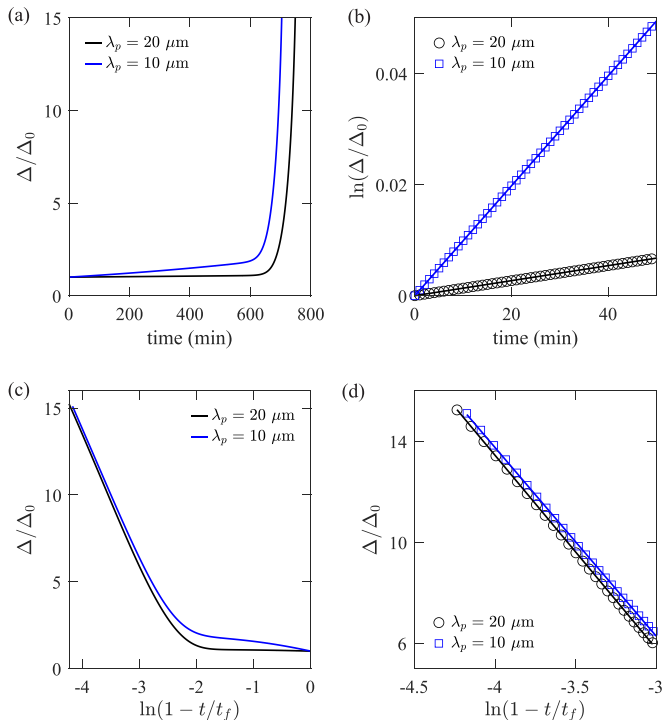 (a)
15
10
5
0
Δ/Δ₀
λₚ = 20 μm
λₚ = 10 μm
0
200
400
600
800
time (min)
(b)
0.04
0.02
0
ln(Δ/Δ₀)
λₚ = 20 μm
λₚ = 10 μm
0
20
40
time (min)
(c)
15
10
5
0
Δ/Δ₀
λₚ = 20 μm
λₚ = 10 μm
-4
-3
-2
-1
0
ln(1 − t/t_f)
(d)
14
10
6
Δ/Δ₀
λₚ = 20 μm
λₚ = 10 μm
-4.5
-4
-3.5
-3
ln(1 − t/t_f)